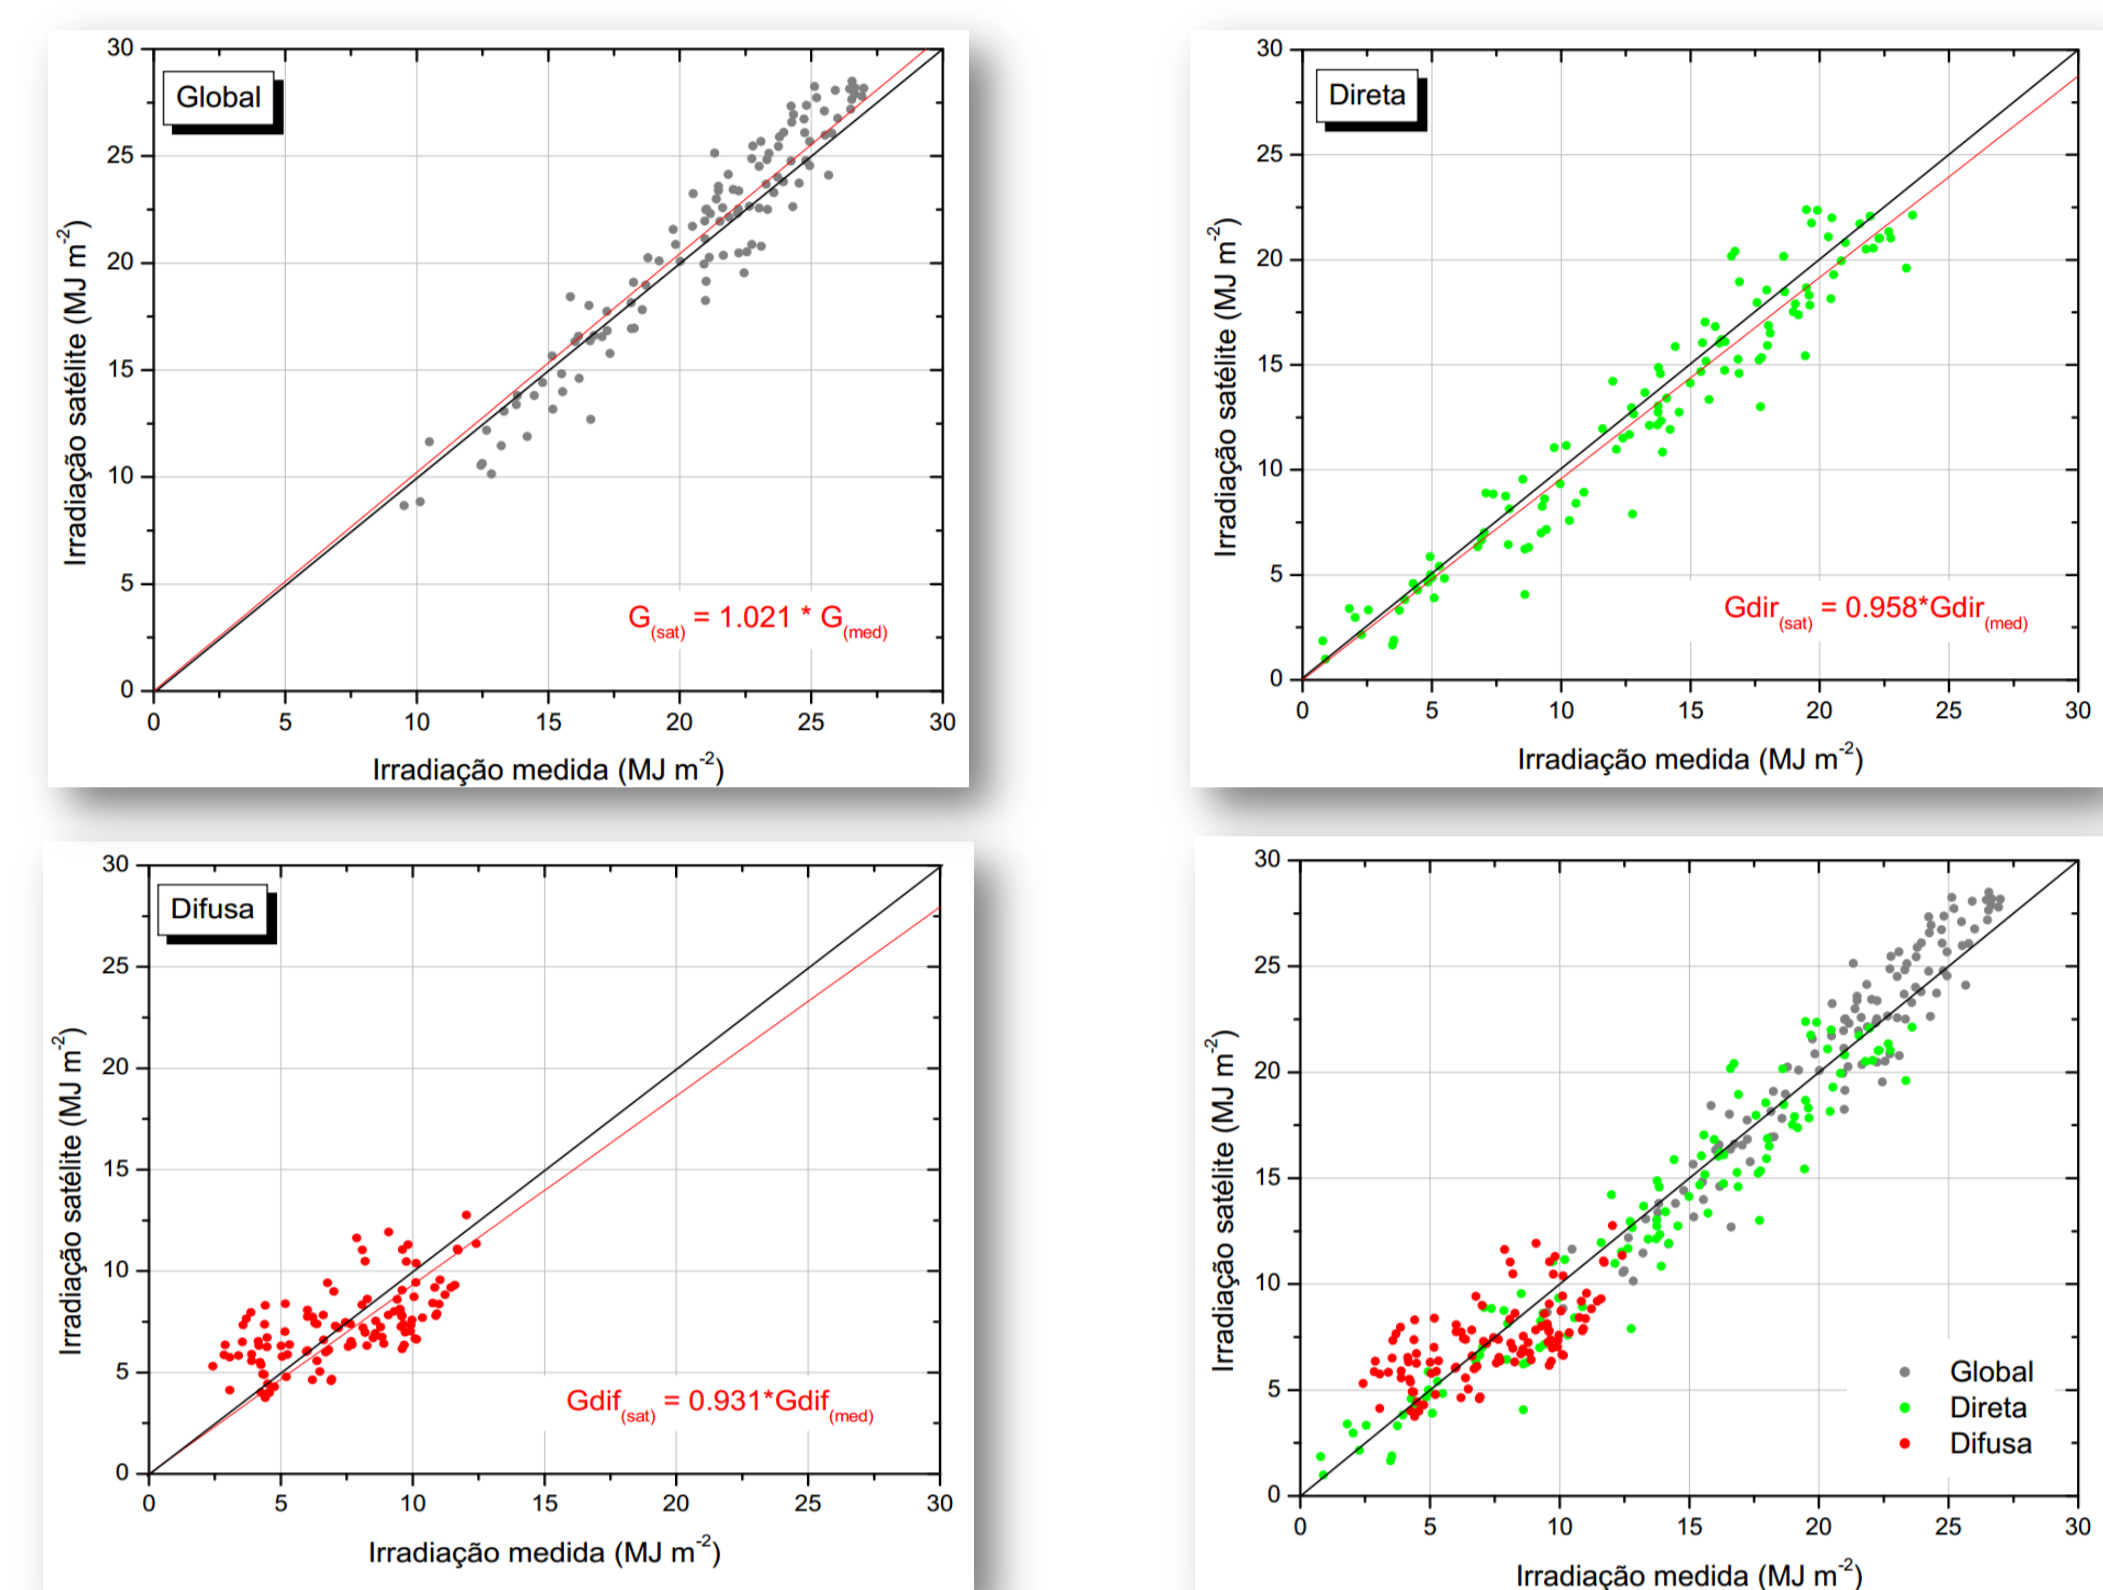 Global
30
25
20
15
10
5
0
Irradiação satélite (MJ m-2)
G(sat) = 1.021 * G(med)
0 5 10 15 20 25 30
Irradiação medida (MJ m-2)
Direta
30
25
20
15
10
5
0
Irradiação satélite (MJ m-2)
Gdir(sat) = 0.958*Gdir(med)
0 5 10 15 20 25 30
Irradiação medida (MJ m-2)
Difusa
30
25
20
15
10
5
0
Irradiação satélite (MJ m-2)
Gdif(sat) = 0.931*Gdif(med)
0 5 10 15 20 25 30
Irradiação medida (MJ m-2)
30
25
20
15
10
5
0
Irradiação satélite (MJ m-2)
Global
Direta
Difusa
0 5 10 15 20 25 30
Irradiação medida (MJ m-2)